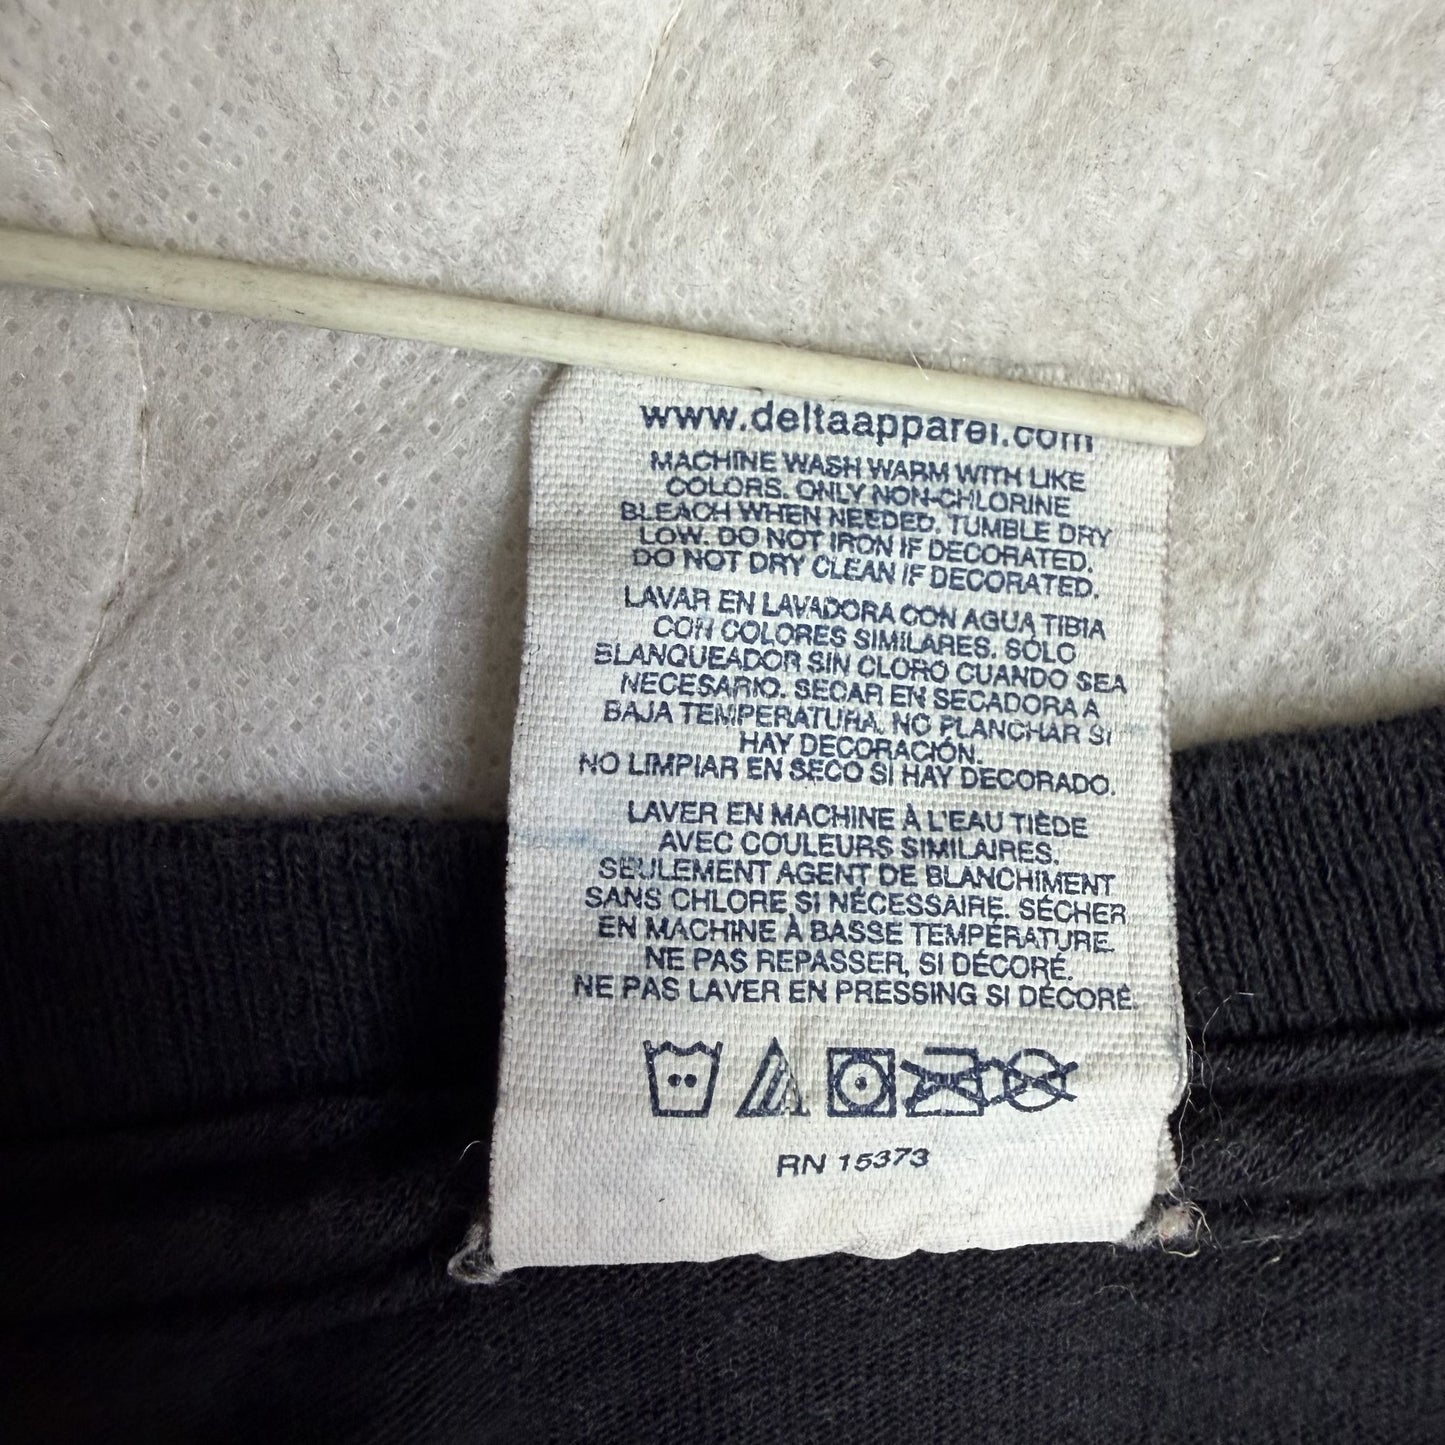 www.deltaapparel.com
MACHINE WASH WARM WITH LIKE
COLORS. ONLY NON-CHLORINE
BLEACH WHEN NEEDED. TUMBLE DRY
LOW. DO NOT IRON IF DECORATED.
DO NOT DRY CLEAN IF DECORATED.
LAVAR EN LAVADORA CON AGUA TIBIA
CON COLORES SIMILARES. SÓLO
BLANQUEADOR SIN CLORO CUANDO SEA
NECESARIO. SECAR EN SECADORA A
BAJA TEMPERATURA. NO PLANCHAR SI
HAY DECORACIÓN.
NO LIMPIAR EN SECO SI HAY DECORADO.
LAVER EN MACHINE À L'EAU TIÈDE
AVEC COULEURS SIMILAIRES.
SEULEMENT AGENT DE BLANCHIMENT
SANS CHLORE SI NÉCESSAIRE. SÉCHER
EN MACHINE À BASSE TEMPÉRATURE.
NE PAS REPASSER, SI DÉCORÉ.
NE PAS LAVER EN PRESSING SI DÉCORÉ.
RN 15373